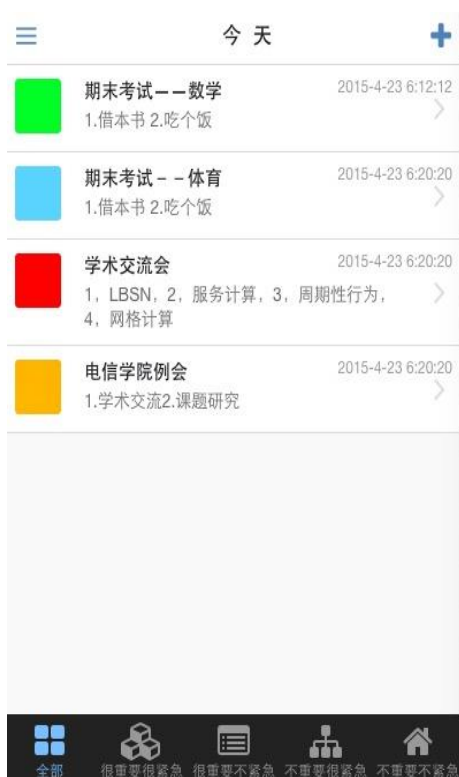 今 天
期末考试——数学
2015-4-23 6:12:12
1.借本书 2.吃个饭
期末考试－－体育
2015-4-23 6:20:20
1.借本书 2.吃个饭
学术交流会
2015-4-23 6:20:20
1，LBSN，2，服务计算，3，周期性行为，
4，网格计算
电信学院例会
2015-4-23 6:20:20
1.学术交流2.课题研究
全部 很重要很紧急 很重要不紧急 不重要很紧急 不重要不紧急